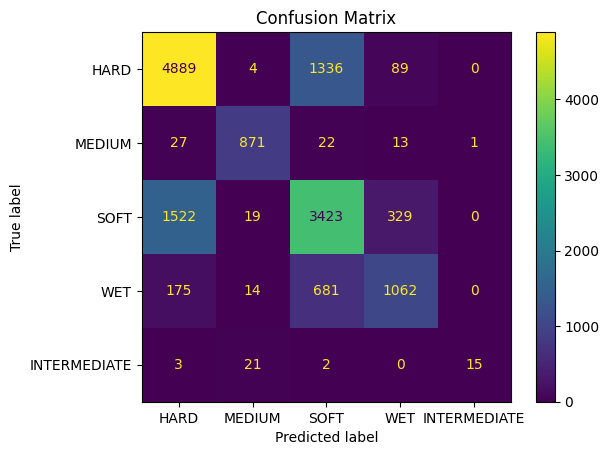 Confusion Matrix
HARD 4889 4 1336 89 0
MEDIUM 27 871 22 13 1
SOFT 1522 19 3423 329 0
WET 175 14 681 1062 0
INTERMEDIATE 3 21 2 0 15
HARD MEDIUM SOFT WET INTERMEDIATE
Predicted label
True label
4000
3000
2000
1000
0